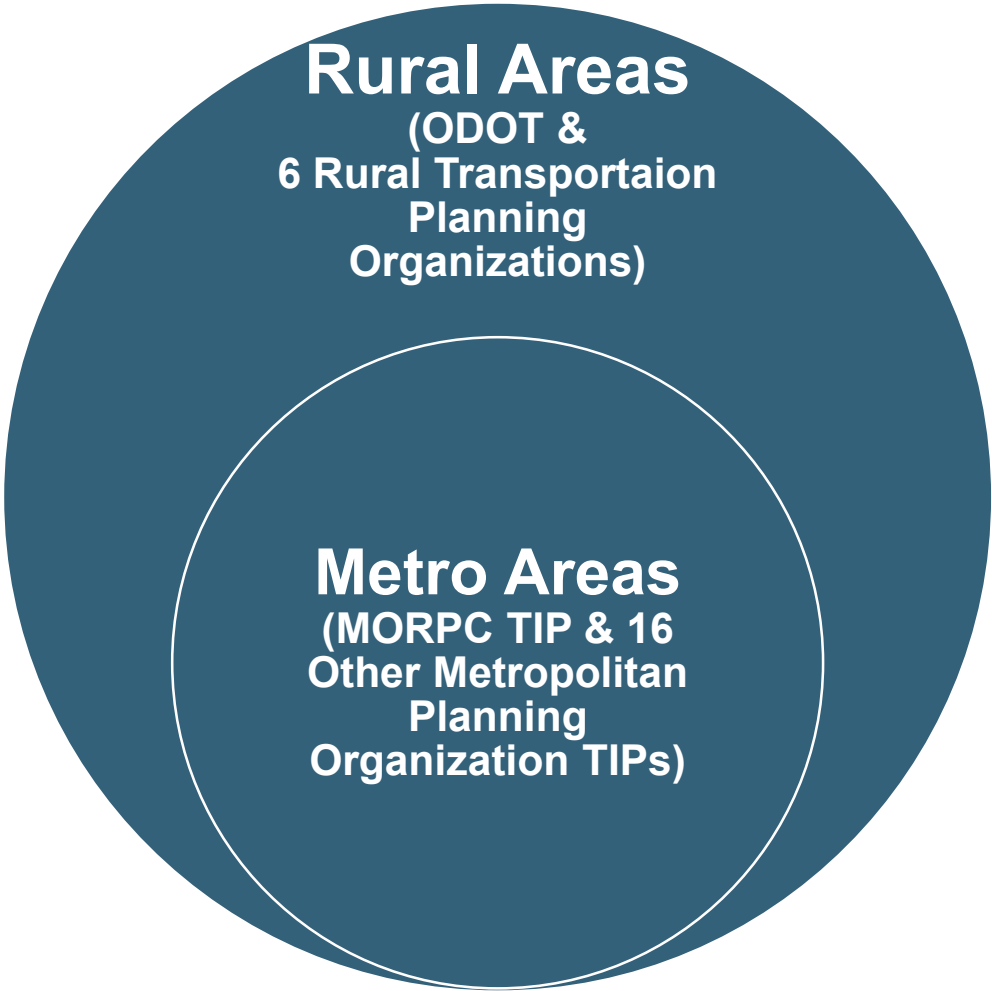 Rural Areas
(ODOT &
6 Rural Transportaion
Planning
Organizations)
Metro Areas
(MORPC TIP & 16
Other Metropolitan
Planning
Organization TIPs)